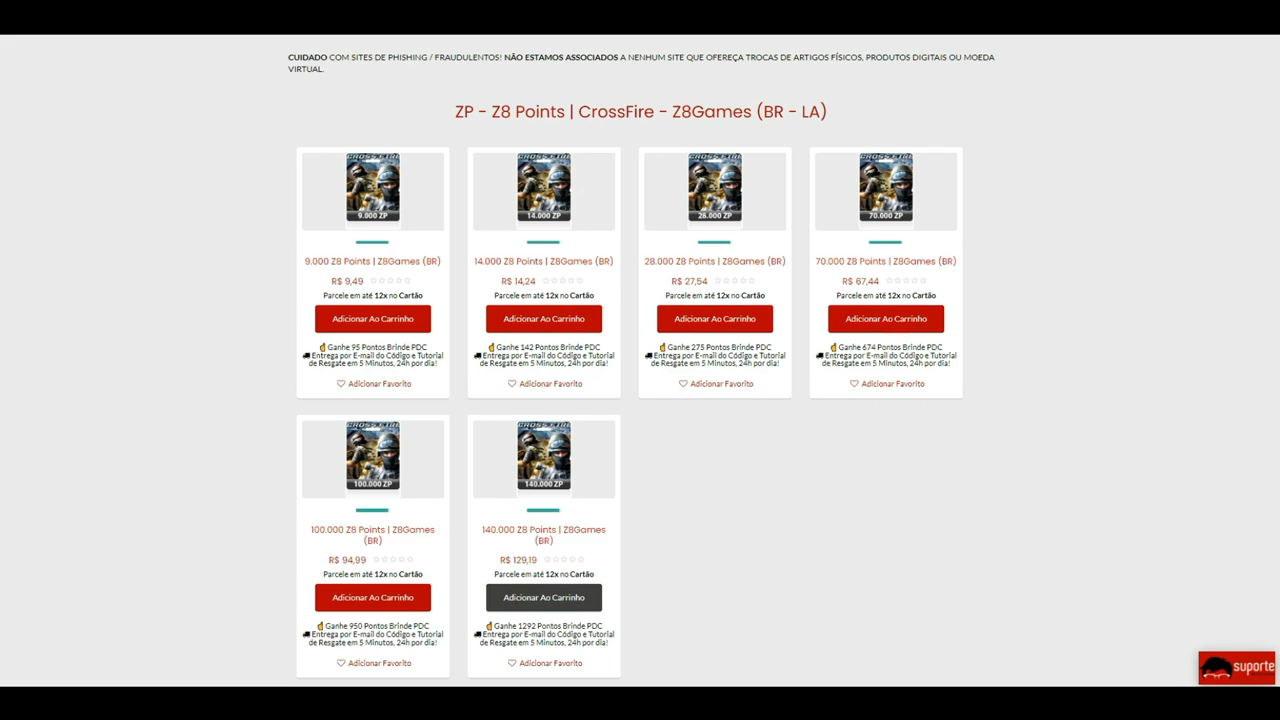 CUIDADO COM SITES DE PHISHING / FRAUDULENTOS! NÃO ESTAMOS ASSOCIADOS A NENHUM SITE QUE OFEREÇA TROCAS DE ARTIGOS FÍSICOS, PRODUTOS DIGITAIS OU MOEDA
VIRTUAL.
ZP - Z8 Points | CrossFire - Z8Games (BR - LA)
CROSS FIRE
9.000 ZP
9.000 Z8 Points | Z8Games (BR)
R$ 9,49
Parcele em até 12x no Cartão
Adicionar Ao Carrinho
Ganhe 95 Pontos Brinde PDC
Entrega por E-mail do Código e Tutorial
de Resgate em 5 Minutos, 24h por dia!
Adicionar Favorito
CROSS FIRE
14.000 ZP
14.000 Z8 Points | Z8Games (BR)
R$ 14,24
Parcele em até 12x no Cartão
Adicionar Ao Carrinho
Ganhe 142 Pontos Brinde PDC
Entrega por E-mail do Código e Tutorial
de Resgate em 5 Minutos, 24h por dia!
Adicionar Favorito
CROSS FIRE
28.000 ZP
28.000 Z8 Points | Z8Games (BR)
R$ 27,54
Parcele em até 12x no Cartão
Adicionar Ao Carrinho
Ganhe 275 Pontos Brinde PDC
Entrega por E-mail do Código e Tutorial
de Resgate em 5 Minutos, 24h por dia!
Adicionar Favorito
CROSS FIRE
70.000 ZP
70.000 Z8 Points | Z8Games (BR)
R$ 67,44
Parcele em até 12x no Cartão
Adicionar Ao Carrinho
Ganhe 674 Pontos Brinde PDC
Entrega por E-mail do Código e Tutorial
de Resgate em 5 Minutos, 24h por dia!
Adicionar Favorito
CROSS FIRE
100.000 ZP
100.000 Z8 Points | Z8Games
(BR)
R$ 94,99
Parcele em até 12x no Cartão
Adicionar Ao Carrinho
Ganhe 950 Pontos Brinde PDC
Entrega por E-mail do Código e Tutorial
de Resgate em 5 Minutos, 24h por dia!
Adicionar Favorito
CROSS FIRE
140.000 ZP
140.000 Z8 Points | Z8Games
(BR)
R$ 129,19
Parcele em até 12x no Cartão
Adicionar Ao Carrinho
Ganhe 1292 Pontos Brinde PDC
Entrega por E-mail do Código e Tutorial
de Resgate em 5 Minutos, 24h por dia!
Adicionar Favorito
suporte